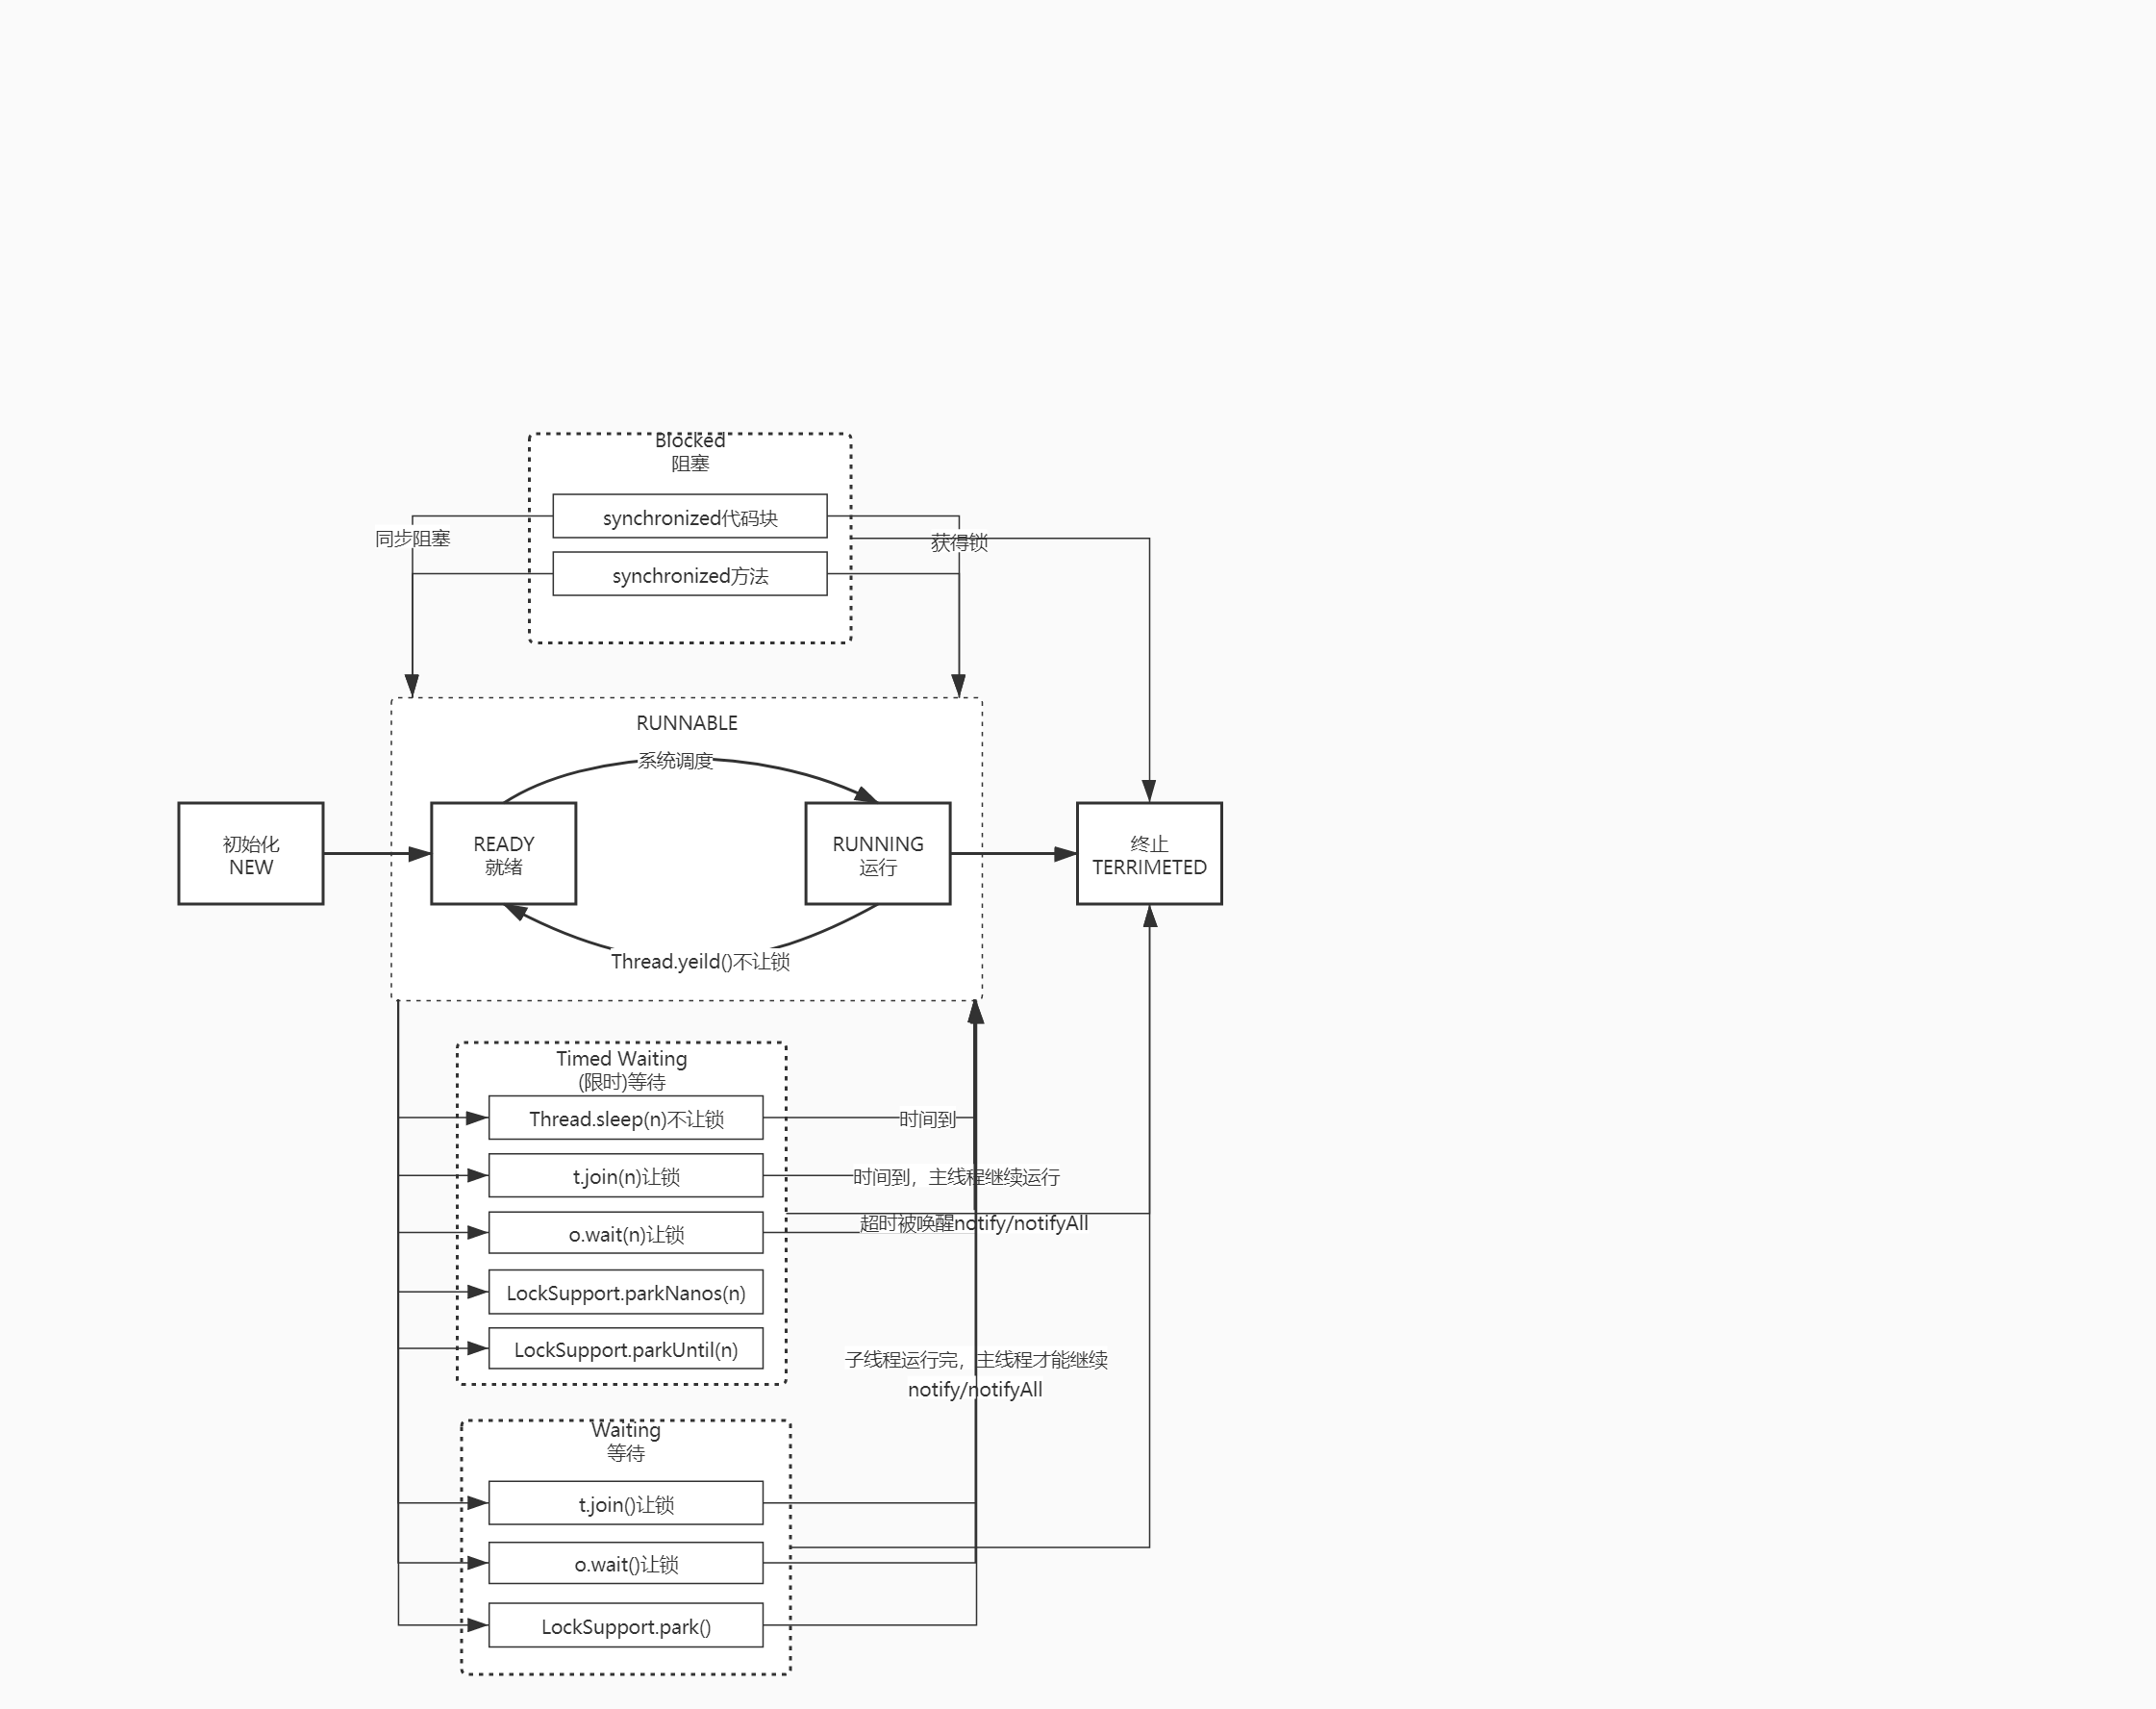 Blocked
阻塞
synchronized代码块
同步阻塞
获得锁
synchronized方法
RUNNABLE
系统调度
初始化
NEW
READY
就绪
RUNNING
运行
终止
TERRIMETED
Thread.yeild()不让锁
Timed Waiting
(限时)等待
Thread.sleep(n)不让锁
时间到
t.join(n)让锁
时间到，主线程继续运行
超时被唤醒notify/notifyAll
o.wait(n)让锁
LockSupport.parkNanos(n)
LockSupport.parkUntil(n)
子线程运行完，主线程才能继续
notify/notifyAll
Waiting
等待
t.join()让锁
o.wait()让锁
LockSupport.park()